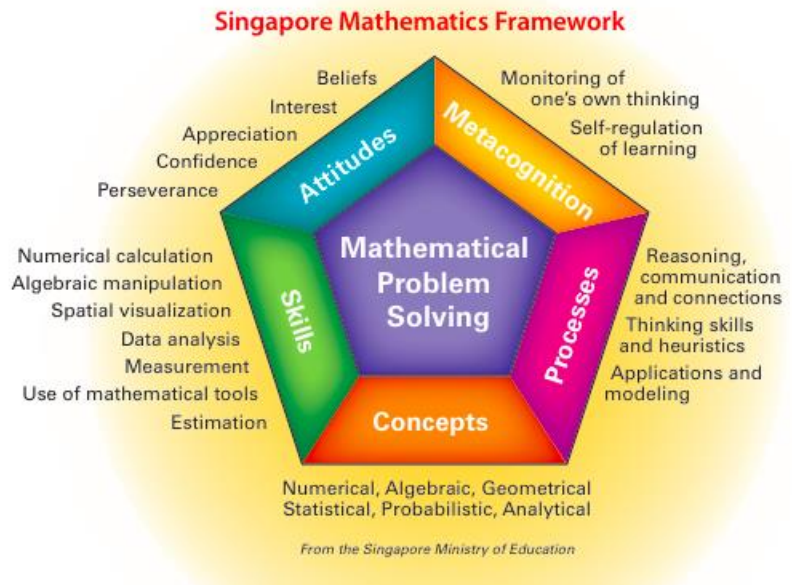 Singapore Mathematics Framework
Beliefs
Interest
Appreciation
Confidence
Perseverance
Attitudes
Metacognition
Monitoring of
one's own thinking
Self-regulation
of learning
Mathematical
Problem
Solving
Numerical calculation
Algebraic manipulation
Spatial visualization
Data analysis
Measurement
Use of mathematical tools
Estimation
Skills
Processes
Reasoning,
communication
and connections
Thinking skills
and heuristics
Applications and
modeling
Concepts
Numerical, Algebraic, Geometrical
Statistical, Probabilistic, Analytical
From the Singapore Ministry of Education